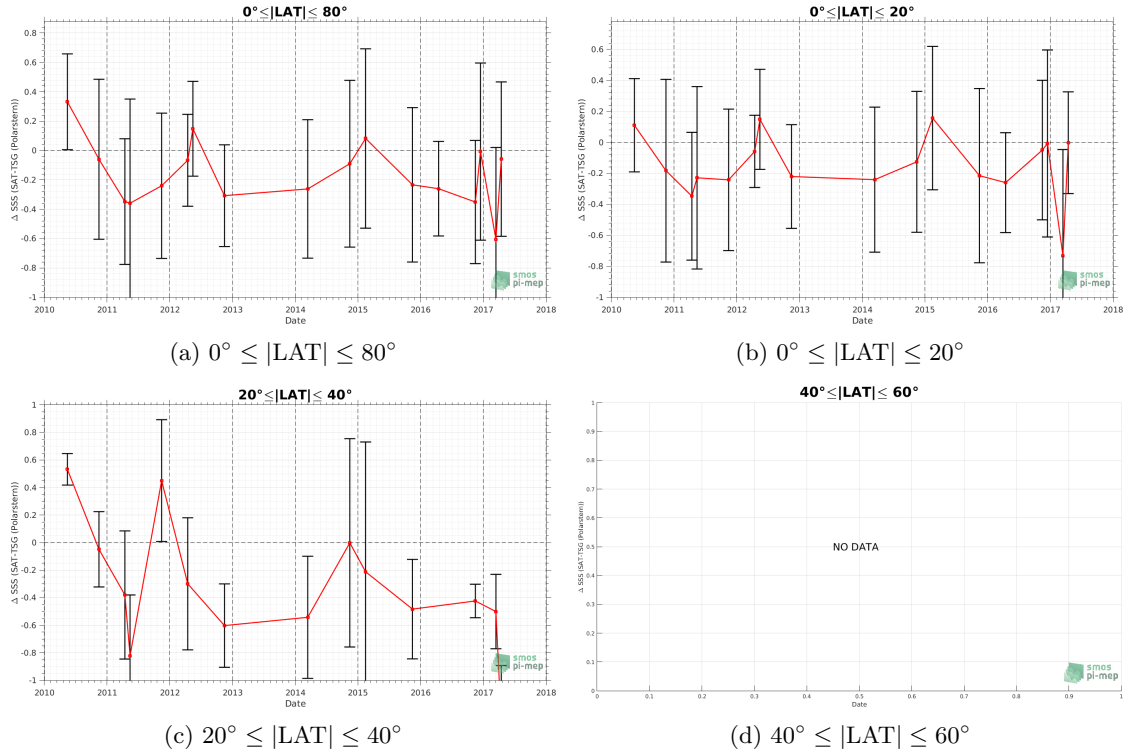 0°≤|LAT|≤ 80°
Δ SSS (SAT-TSG (Polarstern))
0.8
0.6
0.4
0.2
0
-0.2
-0.4
-0.6
-0.8
-1
2010 2011 2012 2013 2014 2015 2016 2017 2018
Date
smos
pi-mep
(a) 0° ≤ |LAT| ≤ 80°
0°≤|LAT|≤ 20°
Δ SSS (SAT-TSG (Polarstern))
0.6
0.4
0.2
0
-0.2
-0.4
-0.6
-0.8
-1
2010 2011 2012 2013 2014 2015 2016 2017 2018
Date
smos
pi-mep
(b) 0° ≤ |LAT| ≤ 20°
20°≤|LAT|≤ 40°
Δ SSS (SAT-TSG (Polarstern))
1
0.8
0.6
0.4
0.2
0
-0.2
-0.4
-0.6
-0.8
-1
2010 2011 2012 2013 2014 2015 2016 2017 2018
Date
smos
pi-mep
(c) 20° ≤ |LAT| ≤ 40°
40°≤|LAT|≤ 60°
Δ SSS (SAT-TSG (Polarstern))
1
0.9
0.8
0.7
0.6
0.5
0.4
0.3
0.2
0.1
0
NO DATA
0 0.1 0.2 0.3 0.4 0.5 0.6 0.7 0.8 0.9 1
Date
smos
pi-mep
(d) 40° ≤ |LAT| ≤ 60°